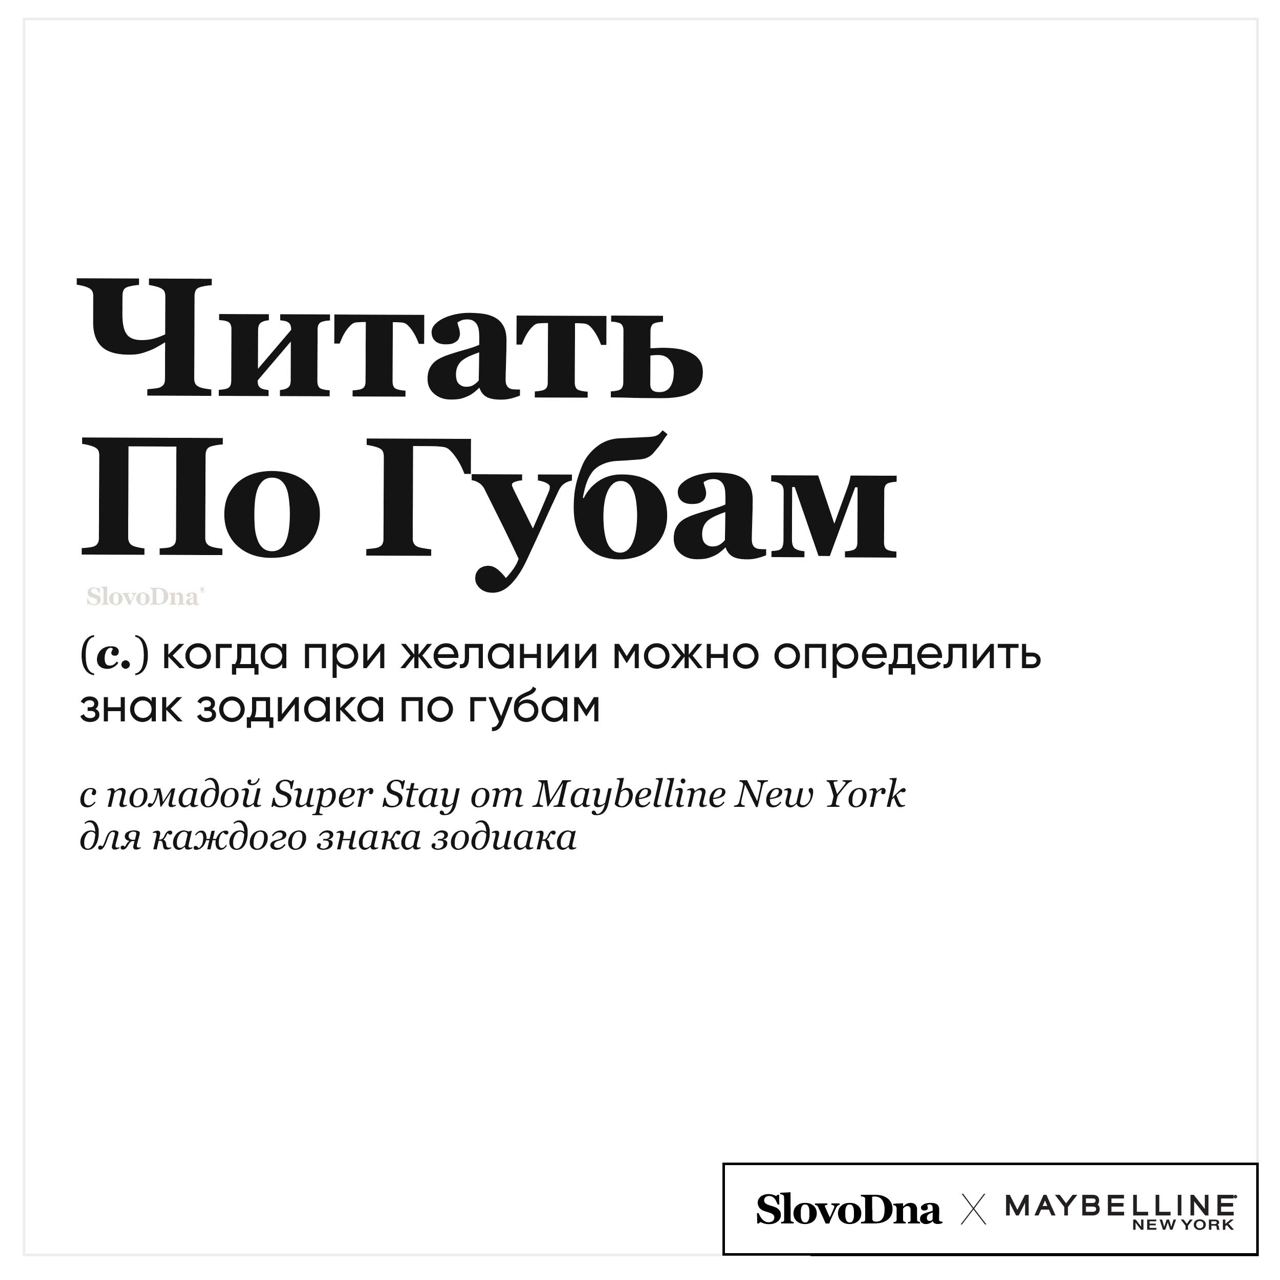 Читать
По Губам
SlovoDna’
(с.) когда при желании можно определить
знак зодиака по губам
с помадой Super Stay от Maybelline New York
для каждого знака зодиака
SlovoDna X MAYBELLINE
NEW YORK